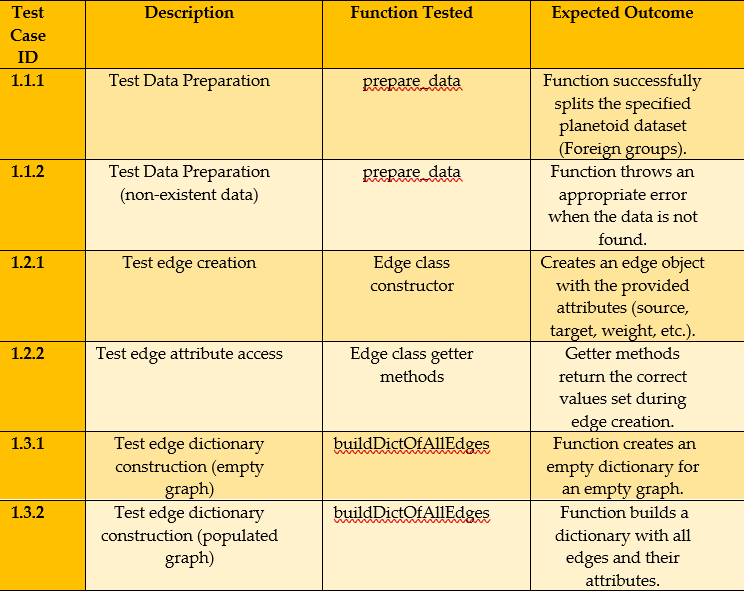 Test Case ID Description Function Tested Expected Outcome
1.1.1 Test Data Preparation prepare_data Function successfully splits the specified planetoid dataset (Foreign groups).
1.1.2 Test Data Preparation (non-existent data) prepare_data Function throws an appropriate error when the data is not found.
1.2.1 Test edge creation Edge class constructor Creates an edge object with the provided attributes (source, target, weight, etc.).
1.2.2 Test edge attribute access Edge class getter methods Getter methods return the correct values set during edge creation.
1.3.1 Test edge dictionary construction (empty graph) buildDictOfAllEdges Function creates an empty dictionary for an empty graph.
1.3.2 Test edge dictionary construction (populated graph) buildDictOfAllEdges Function builds a dictionary with all edges and their attributes.